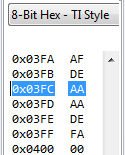 8-Bit Hex - TI Style
0x03FA AF
0x03FB DE
0x03FC AA
0x03FD AA
0x03FE DE
0x03FF FA
0x0400 00